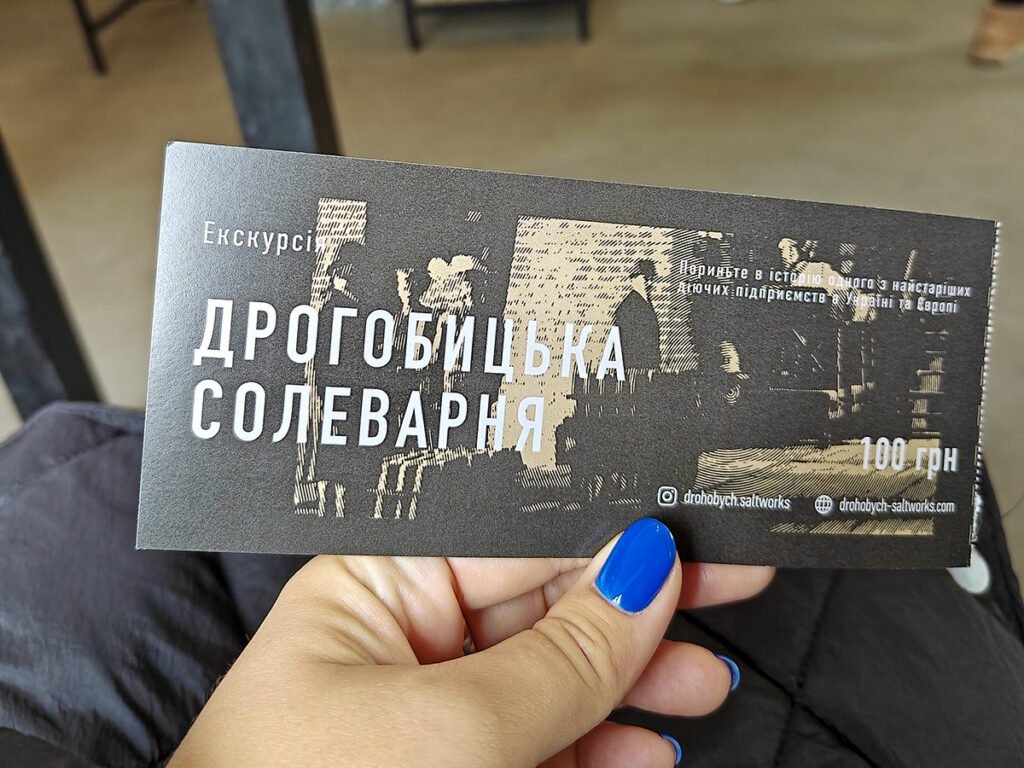 Екскурсія
Пориньте в історію одного з найстаріших
діючих підприємств в Україні та Європі
ДРОГОБИЦЬКА
СОЛЕВАРНЯ
100 грн
drohobych.saltworks
drohobych-saltworks.com